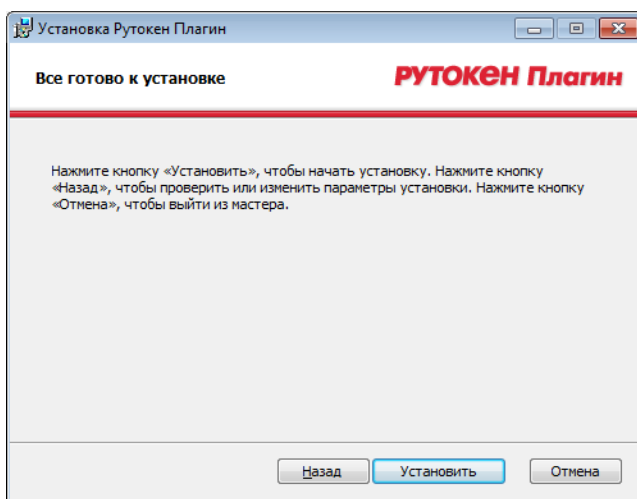 Установка Рутокен Плагин
Все готово к установке
РУТОКЕН Плагин
Нажмите кнопку «Установить», чтобы начать установку. Нажмите кнопку
«Назад», чтобы проверить или изменить параметры установки. Нажмите кнопку
«Отмена», чтобы выйти из мастера.
Назад
Установить
Отмена